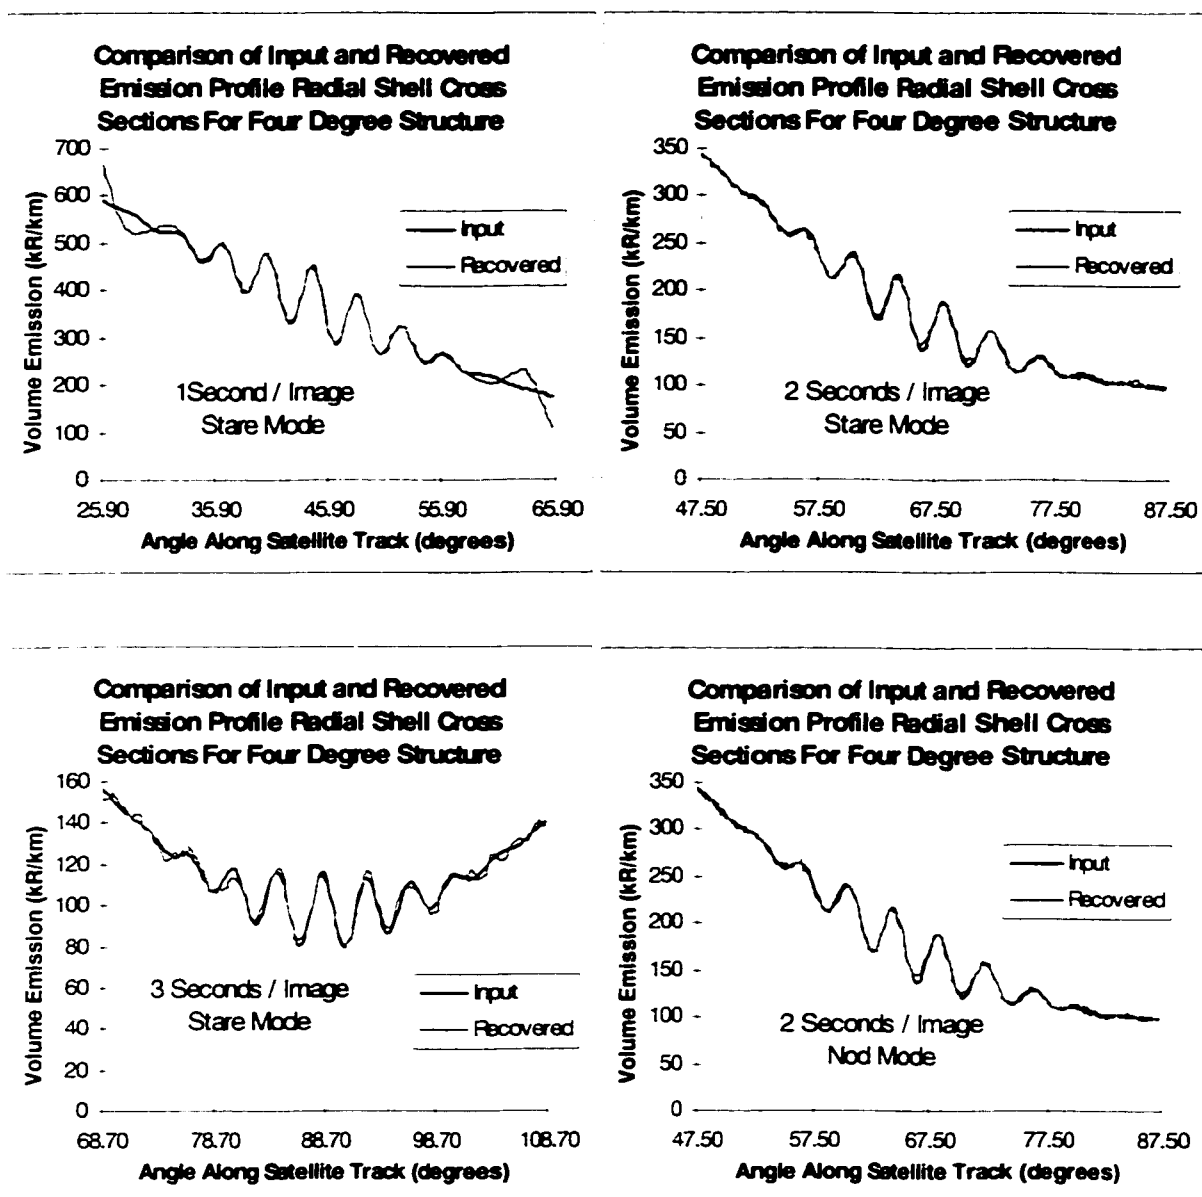 Comparison of Input and Recovered
Emission Profile Radial Shell Cross
Sections For Four Degree Structure
700
600
500
400
300
200
100
0
Volume Emission (kR/km)
Input
Recovered
1Second / Image
Stare Mode
25.90 35.90 45.90 55.90 65.90
Angle Along Satellite Track (degrees)
Comparison of Input and Recovered
Emission Profile Radial Shell Cross
Sections For Four Degree Structure
350
300
250
200
150
100
50
0
Volume Emission (kR/km)
Input
Recovered
2 Seconds / Image
Stare Mode
47.50 57.50 67.50 77.50 87.50
Angle Along Satellite Track (degrees)
Comparison of Input and Recovered
Emission Profile Radial Shell Cross
Sections For Four Degree Structure
160
140
120
100
80
60
40
20
0
Volume Emission (kR/km)
3 Seconds / Image
Stare Mode
Input
Recovered
68.70 78.70 88.70 98.70 108.70
Angle Along Satellite Track (degrees)
Comparison of Input and Recovered
Emission Profile Radial Shell Cross
Sections For Four Degree Structure
350
300
250
200
150
100
50
0
Volume Emission (kR/km)
Input
Recovered
2 Seconds / Image
Nod Mode
47.50 57.50 67.50 77.50 87.50
Angle Along Satellite Track (degrees)